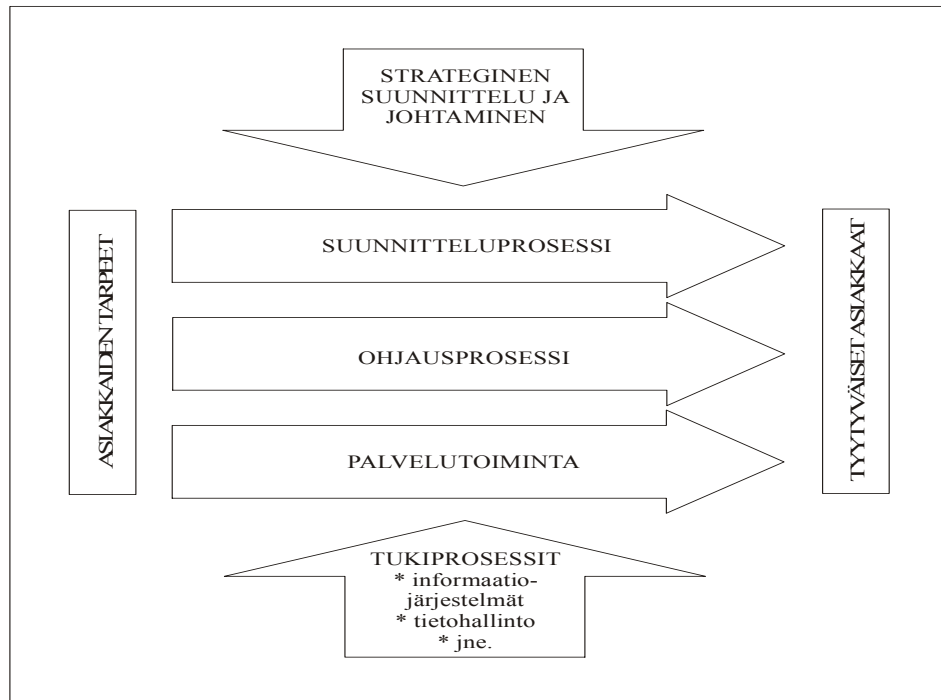 STRATEGINEN
SUUNNITTELU JA
JOHTAMINEN
ASIAKKAIDEN TARPEET
SUUNNITTELUPROSESSI
OHJAUSPROSESSI
PALVELUTOIMINTA
TYYTYVÄISET ASIAKKAAT
TUKIPROSESSIT
* informaatio-
järjestelmät
* tietohallinto
* jne.